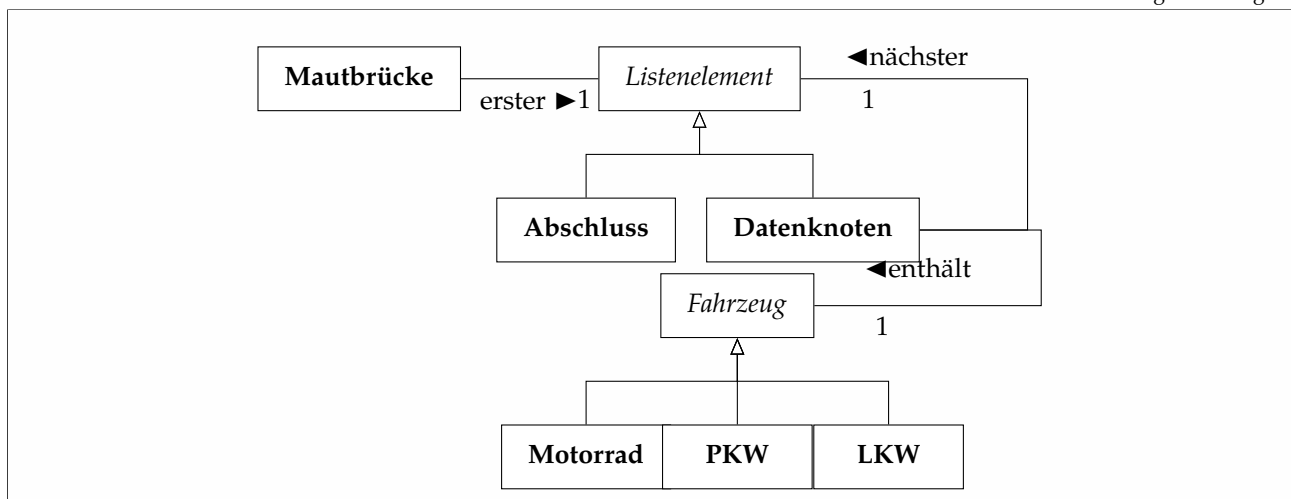 Mautbrücke
Listenelement
◄nächster
erster ►1
1
Abschluss
Datenknoten
◄enthält
Fahrzeug
1
Motorrad
PKW
LKW